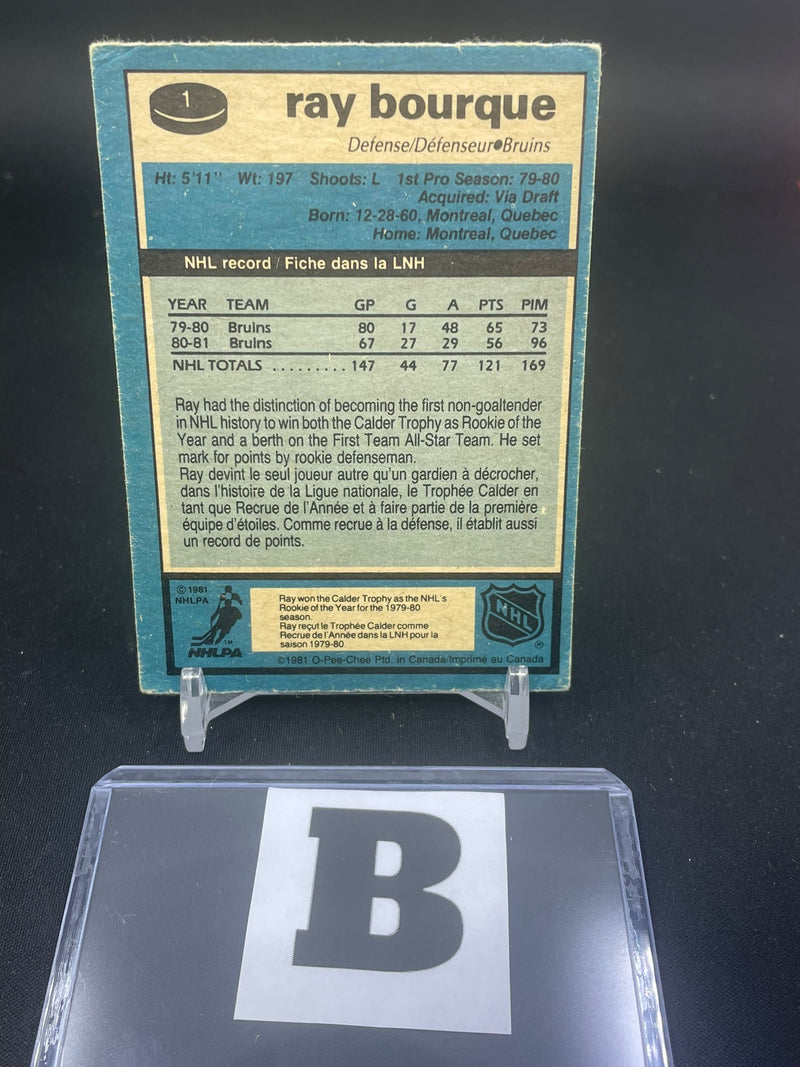 1
ray bourque
Defense/Défenseur•Bruins
Ht: 5'11" Wt: 197 Shoots: L 1st Pro Season: 79-80
Acquired: Via Draft
Born: 12-28-60, Montreal, Quebec
Home: Montreal, Quebec
NHL record / Fiche dans la LNH
YEAR TEAM GP G A PTS PIM
79-80 Bruins 80 17 48 65 73
80-81 Bruins 67 27 29 56 96
NHL TOTALS ......... 147 44 77 121 169
Ray had the distinction of becoming the first non-goaltender
in NHL history to win both the Calder Trophy as Rookie of the
Year and a berth on the First Team All-Star Team. He set
mark for points by rookie defenseman.
Ray devint le seul joueur autre qu'un gardien à décrocher,
dans l'histoire de la Ligue nationale, le Trophée Calder en
tant que Recrue de l'Année et à faire partie de la première
équipe d'étoiles. Comme recrue à la défense, il établit aussi
un record de points.
© 1981
NHLPA
NHLPA
TM
Ray won the Calder Trophy as the NHL's
Rookie of the Year for the 1979-80
season.
Ray reçut le Trophée Calder comme
Recrue de l'Année dans la LNH pour la
saison 1979-80.
NHL
®
©1981 O-Pee-Chee Ptd. in Canada/Imprimé au Canada
B